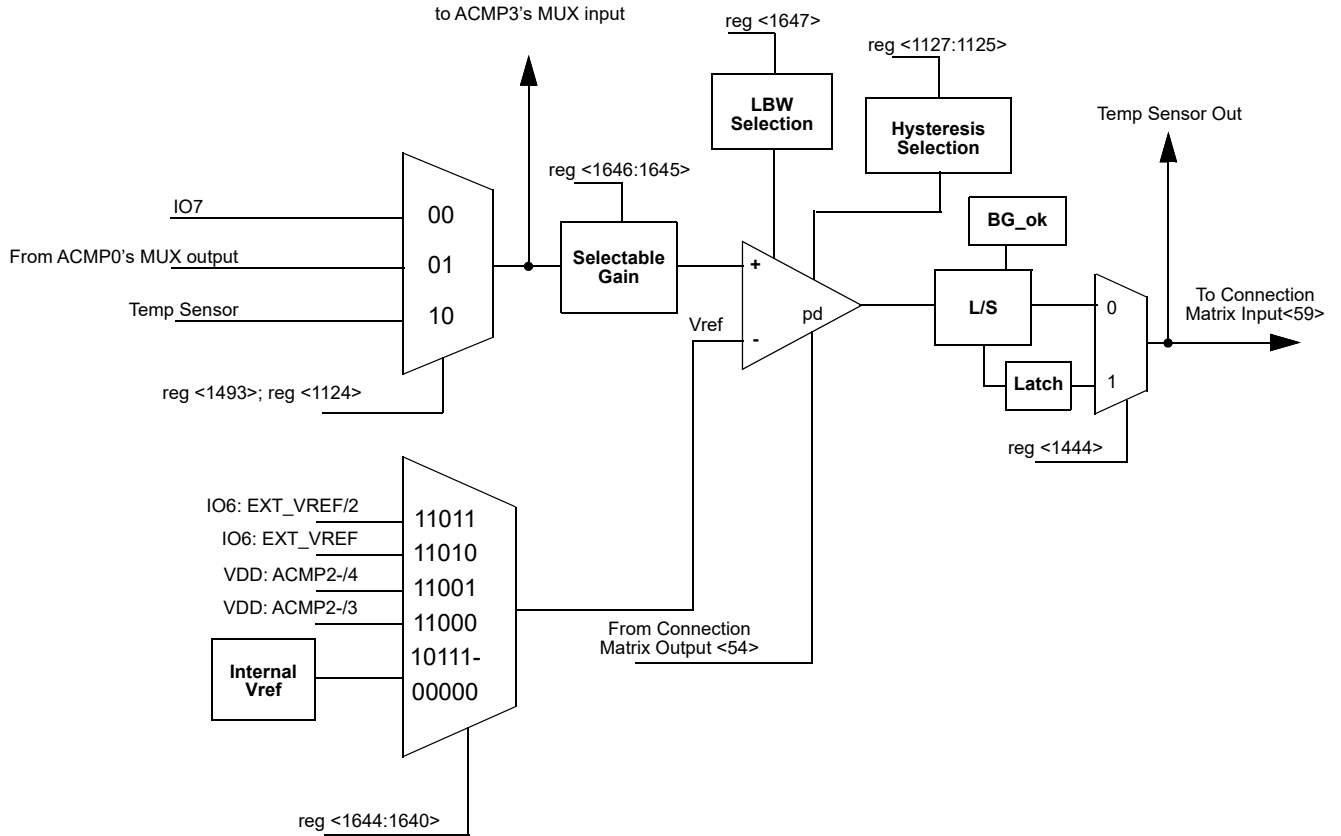 to ACMP3's MUX input
reg <1647>
reg <1127:1125>
LBW
Selection
Hysteresis
Selection
Temp Sensor Out
reg <1646:1645>
IO7
00
From ACMP0's MUX output
01
Temp Sensor
10
Selectable
Gain
+
-
pd
Vref
BG_ok
L/S
Latch
0
1
To Connection
Matrix Input<59>
reg <1493>; reg <1124>
reg <1444>
IO6: EXT_VREF/2
11011
IO6: EXT_VREF
11010
VDD: ACMP2-/4
11001
VDD: ACMP2-/3
11000
10111-
00000
Internal
Vref
From Connection
Matrix Output <54>
reg <1644:1640>